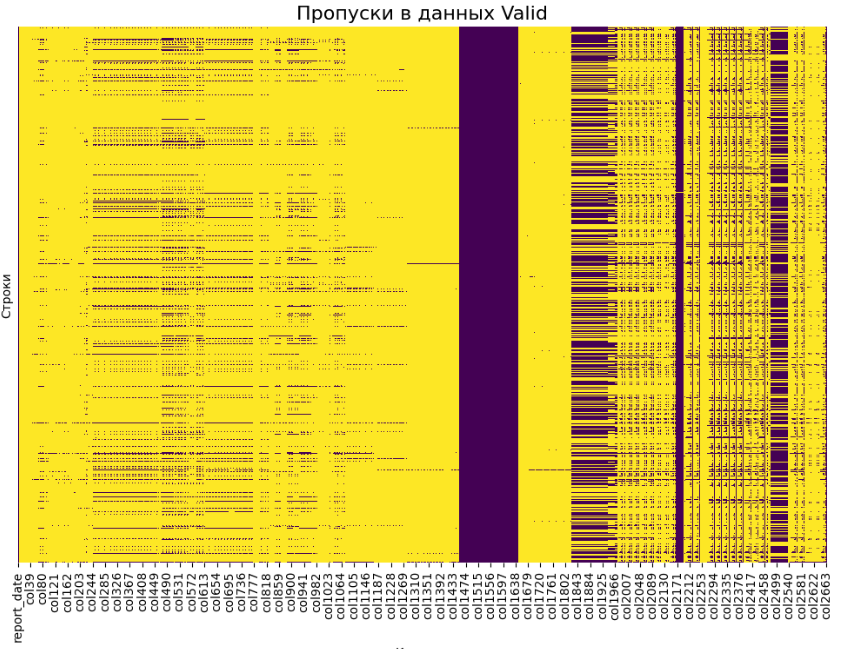 Пропуски в данных Valid
Строки
report_date
col39
col80
col121
col162
col203
col244
col285
col326
col367
col408
col449
col490
col531
col572
col613
col654
col695
col736
col777
col818
col859
col900
col941
col982
col1023
col1064
col1105
col1146
col1187
col1228
col1269
col1310
col1351
col1392
col1433
col1474
col1515
col1556
col1597
col1638
col1679
col1720
col1761
col1802
col1843
col1884
col1925
col1966
col2007
col2048
col2089
col2130
col2171
col2212
col2253
col2294
col2335
col2376
col2417
col2458
col2499
col2540
col2581
col2622
col2663